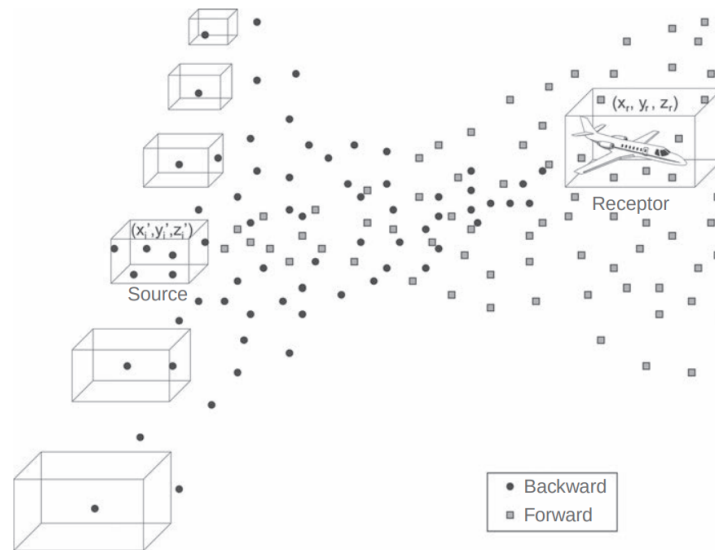 (xᵣ, yᵣ, zᵣ)
Receptor
(xᵢ',yᵢ',zᵢ')
Source
Backward
Forward